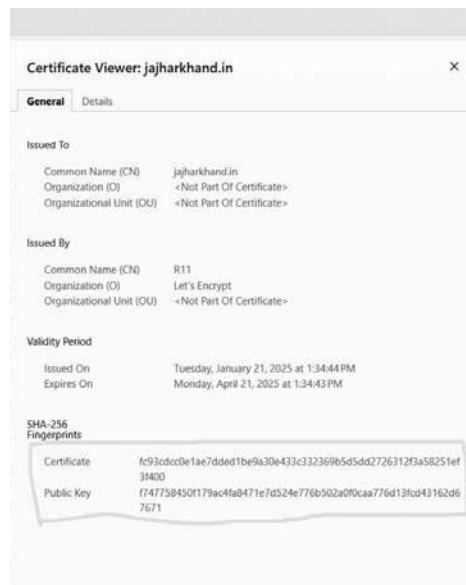 Certificate Viewer: jajharkhand.in
General Details
Issued To
Common Name (CN) jajharkhand.in
Organization (O) <Not Part Of Certificate>
Organizational Unit (OU) <Not Part Of Certificate>
Issued By
Common Name (CN) R11
Organization (O) Let's Encrypt
Organizational Unit (OU) <Not Part Of Certificate>
Validity Period
Issued On Tuesday, January 21, 2025 at 1:34:44 PM
Expires On Monday, April 21, 2025 at 1:34:43 PM
SHA-256
Fingerprints
Certificate fc93cdcc0e1ae7dded1be9a30e433c332369b5d5dd2726312f3a58251ef
3f400
Public Key f747758450f179ac4fa8471e7d524e776b502a0f0caa776d13fcd43162d6
7671